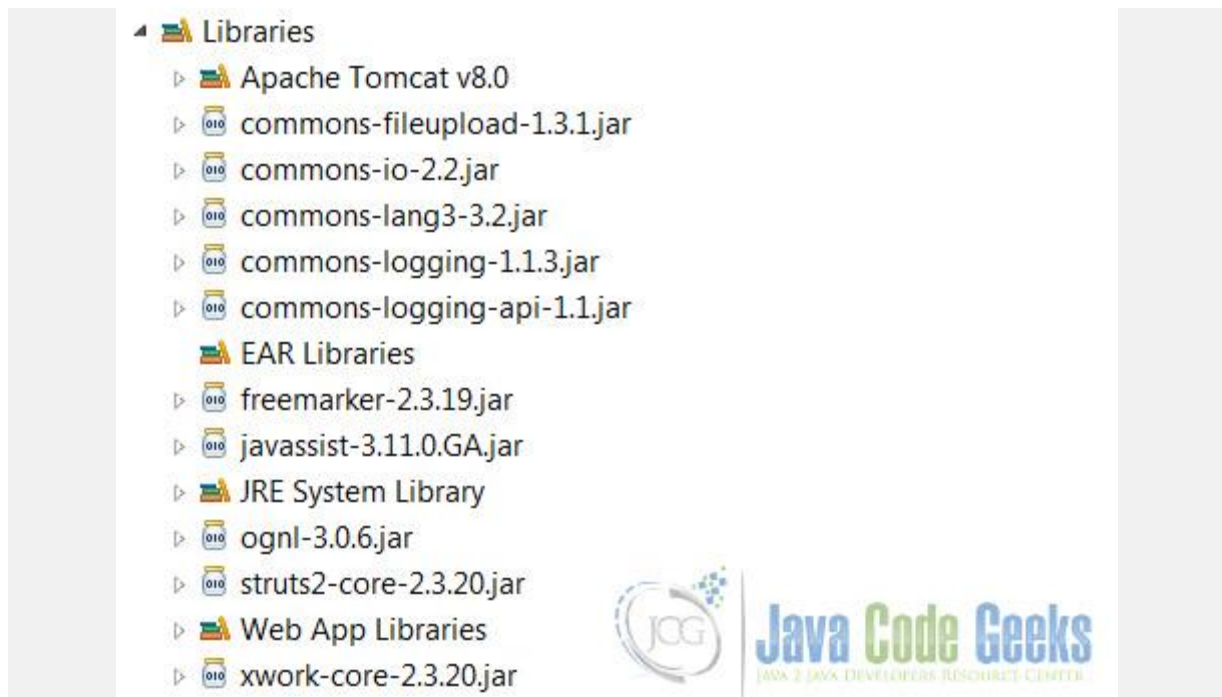 Libraries
Apache Tomcat v8.0
commons-fileupload-1.3.1.jar
commons-io-2.2.jar
commons-lang3-3.2.jar
commons-logging-1.1.3.jar
commons-logging-api-1.1.jar
EAR Libraries
freemarker-2.3.19.jar
javassist-3.11.0.GA.jar
JRE System Library
ognl-3.0.6.jar
struts2-core-2.3.20.jar
Web App Libraries
xwork-core-2.3.20.jar
JCG
Java Code Geeks
JAVA 2 JAVA DEVELOPERS RESOURCE CENTER